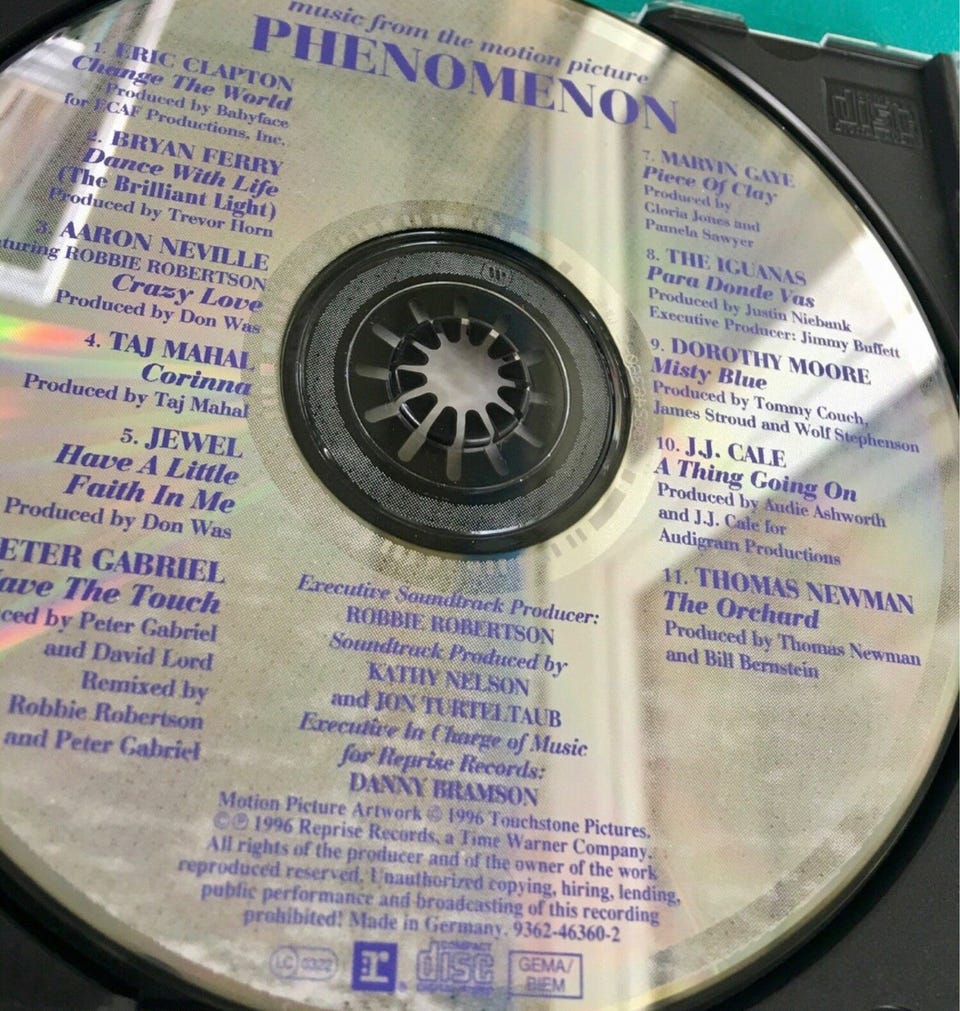 music from the motion picture
PHENOMENON
1. ERIC CLAPTON
Change The World
Produced by Babyface
for ECAF Productions, Inc.
2. BRYAN FERRY
Dance With Life
(The Brilliant Light)
Produced by Trevor Horn
3. AARON NEVILLE
ROBBIE ROBERTSON
Crazy Love
Produced by Don Was
4. TAJ MAHAL
Corinna
Produced by Taj Mahal
5. JEWEL
Have A Little
Faith In Me
Produced by Don Was
ETER GABRIEL
ave The Touch
ced by Peter Gabriel
and David Lord
Remixed by
Robbie Robertson
and Peter Gabriel
7. MARVIN GAYE
Piece Of Clay
Produced by
Gloria Jones and
Pamela Sawyer
8. THE IGUANAS
Para Donde Vas
Produced by Justin Niebank
Executive Producer: Jimmy Buffett
9. DOROTHY MOORE
Misty Blue
Produced by Tommy Couch,
James Stroud and Wolf Stephenson
10. J.J. CALE
A Thing Going On
Produced by Audie Ashworth
and J.J. Cale for
Audigram Productions
11. THOMAS NEWMAN
The Orchard
Produced by Thomas Newman
and Bill Bernstein
Executive Soundtrack Producer:
ROBBIE ROBERTSON
Soundtrack Produced by
KATHY NELSON
and JON TURTELTAUB
Executive In Charge of Music
for Reprise Records:
DANNY BRAMSON
Motion Picture Artwork © 1996 Touchstone Pictures.
©℗ 1996 Reprise Records, a Time Warner Company.
All rights of the producer and of the owner of the work
reproduced reserved. Unauthorized copying, hiring, lending,
public performance and broadcasting of this recording
prohibited! Made in Germany. 9362-46360-2
LC 0322
r
COMPACT
disc
DIGITAL AUDIO
GEMA/
BIEM
disc